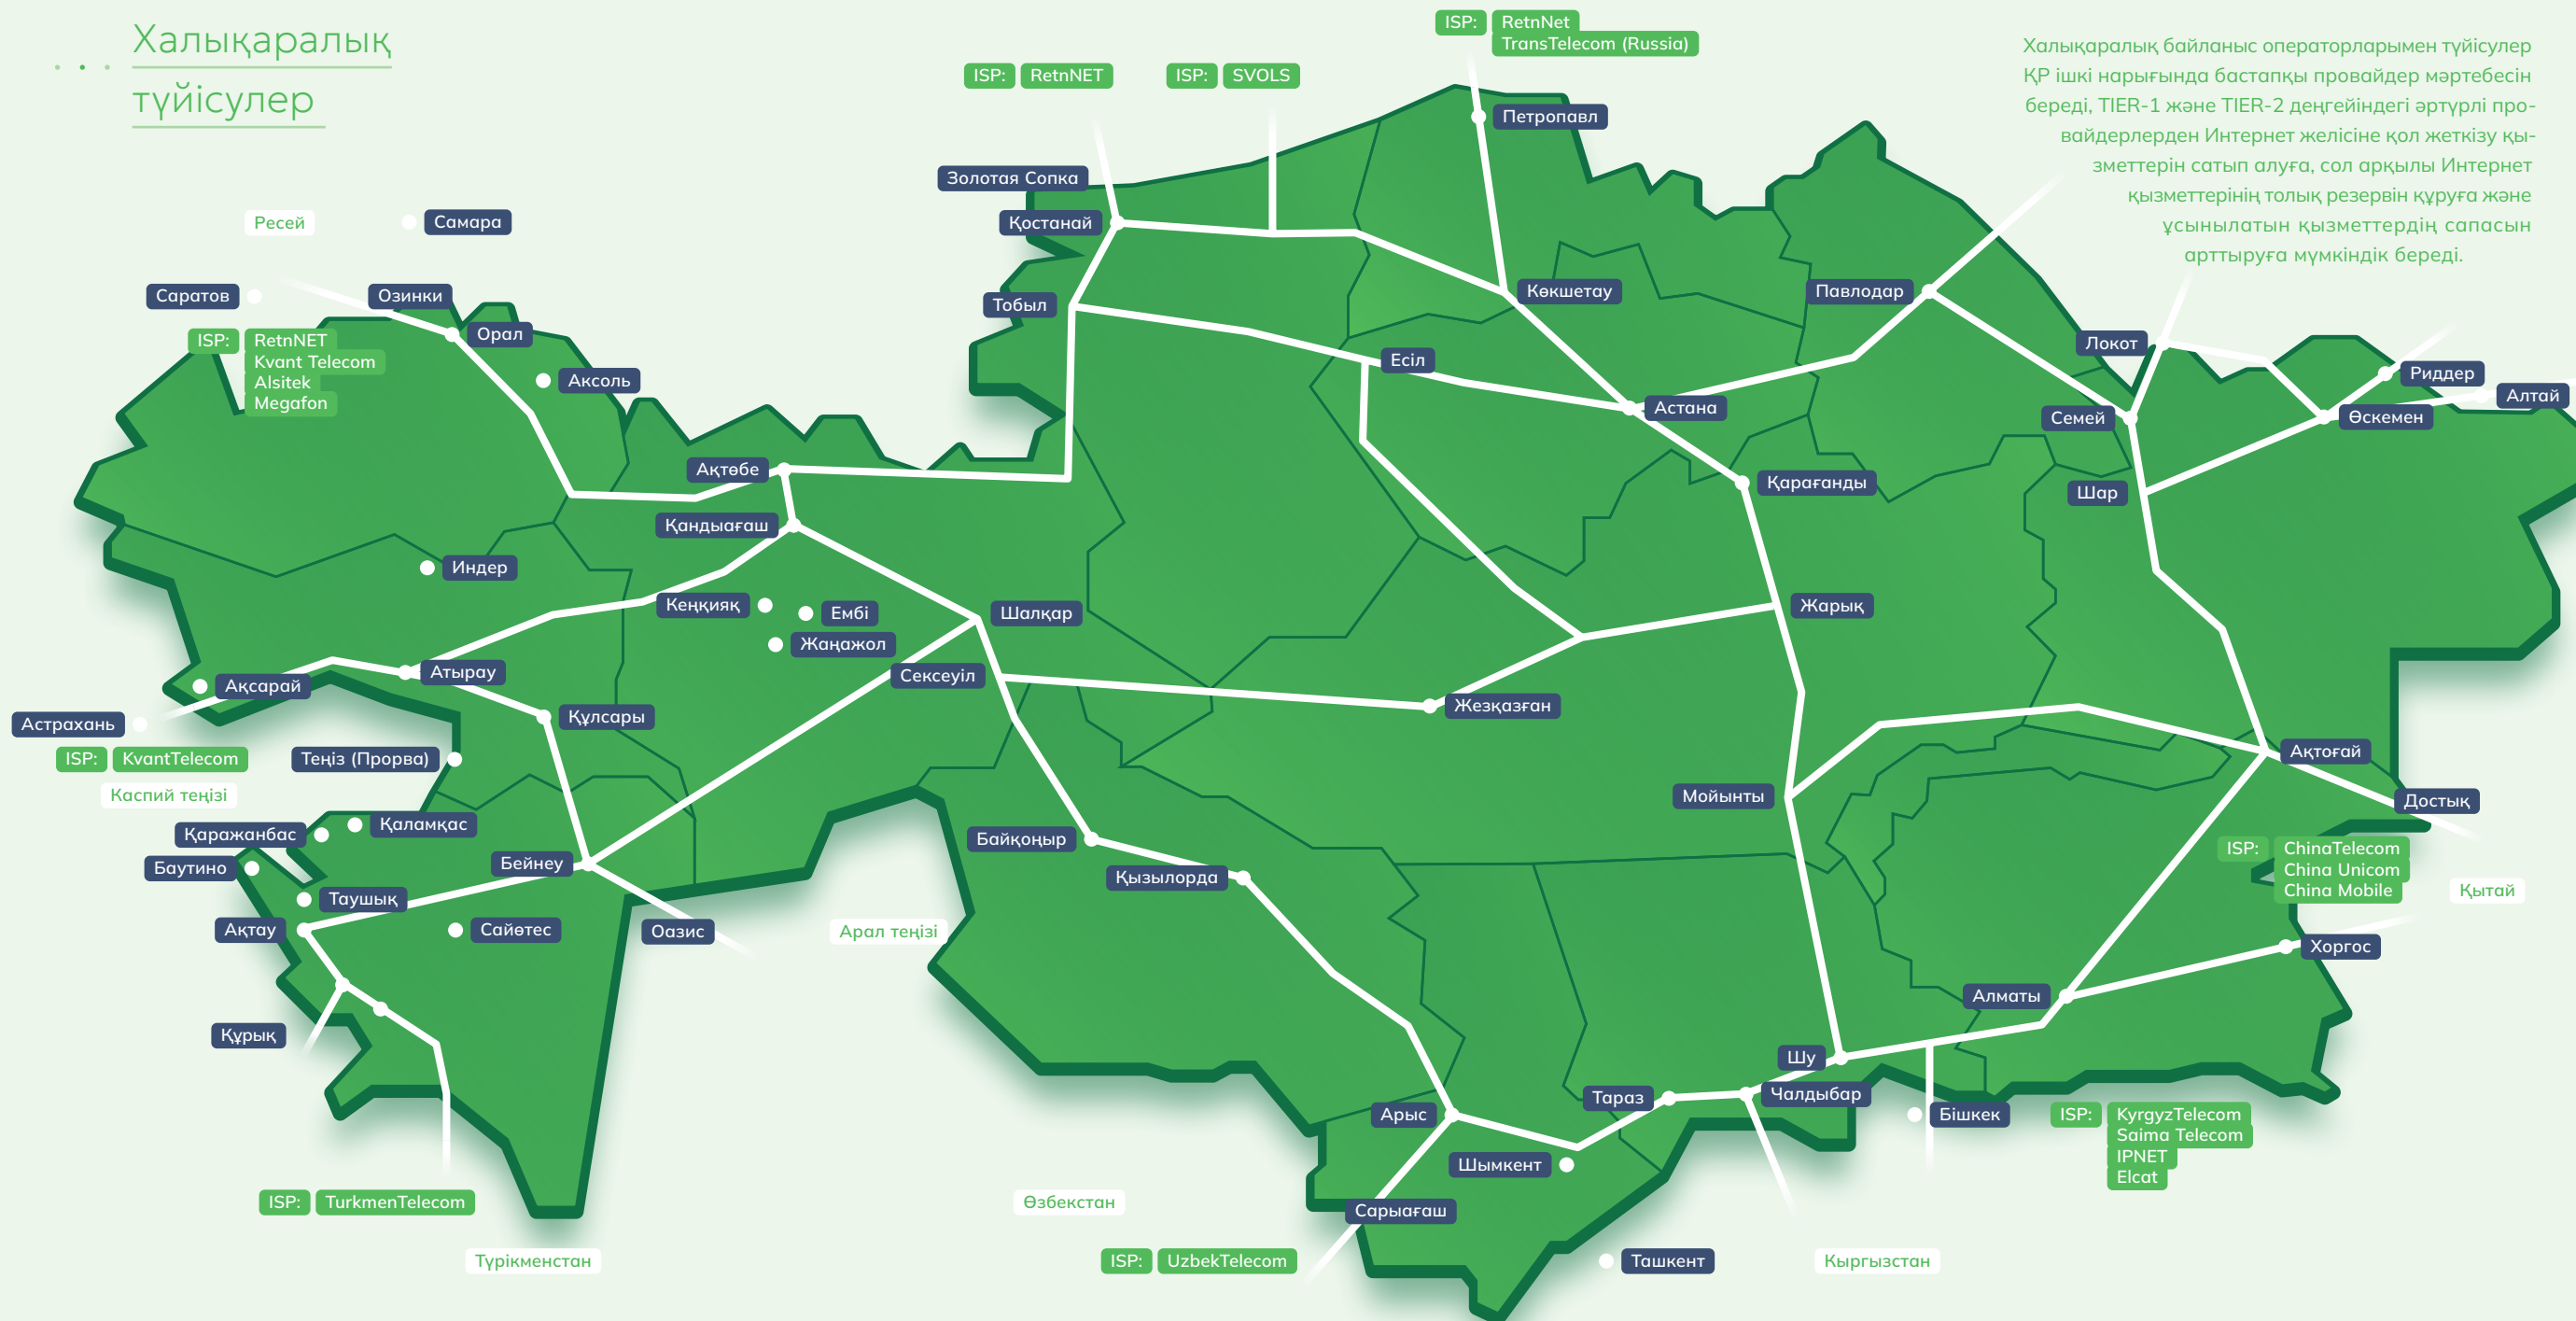 Халықаралық
түйісулер
Халықаралық байланыс операторларымен түйісулер
ҚР ішкі нарығында бастапқы провайдер мәртебесін
береді, TIER-1 және TIER-2 деңгейіндегі әртүрлі про-
вайдерлерден Интернет желісіне қол жеткізу қы-
зметтерін сатып алуға, сол арқылы Интернет
қызметтерінің толық резервін құруға және
ұсынылатын қызметтердің сапасын
арттыруға мүмкіндік береді.
ISP: RetnNet
TransTelecom (Russia)
ISP: RetnNET
ISP: SVOLS
Петропавл
Золотая Сопка
Қостанай
Ресей
Самара
Саратов
Озинки
Орал
ISP: RetnNET
Kvant Telecom
Alsitek
Megafon
Аксоль
Тобыл
Көкшетау
Павлодар
Есіл
Локот
Риддер
Алтай
Астана
Семей
Өскемен
Ақтөбе
Қарағанды
Шар
Қандыағаш
Индер
Кеңқияқ
Ембі
Жаңажол
Шалқар
Жарық
Атырау
Ақсарай
Сексеуіл
Жезқазған
Астрахань
ISP: KvantTelecom
Каспий теңізі
Құлсары
Теңіз (Прорва)
Ақтоғай
Мойынты
Достық
Қаламқас
Қаражанбас
Баутино
Бейнеу
Байқоңыр
Қызылорда
ISP: ChinaTelecom
China Unicom
China Mobile
Қытай
Таушық
Ақтау
Сайөтес
Оазис
Арал теңізі
Хоргос
Алматы
Құрық
Шу
Тараз
Чалдыбар
Арыс
Бішкек
ISP: KyrgyzTelecom
Saima Telecom
IPNET
Elcat
Шымкент
ISP: TurkmenTelecom
Өзбекстан
Сарыағаш
Түрікменстан
ISP: UzbekTelecom
Ташкент
Кыргызстан